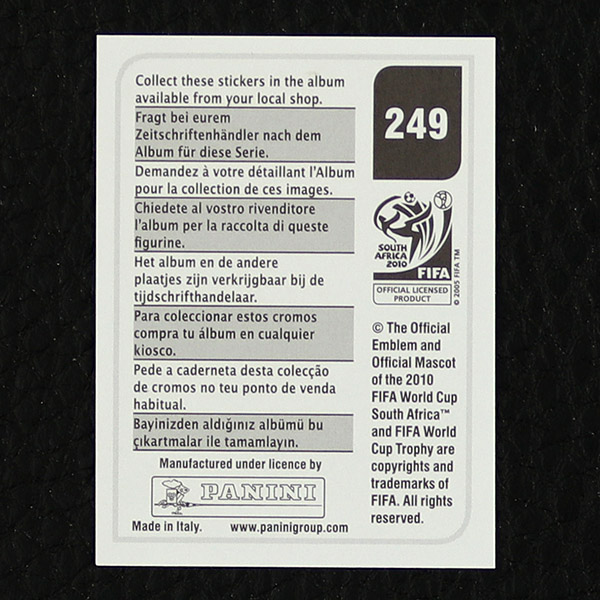 Collect these stickers in the album
available from your local shop.
Fragt bei eurem
Zeitschriftenhändler nach dem
Album für diese Serie.
Demandez à votre détaillant l'Album
pour la collection de ces images.
Chiedete al vostro rivenditore
l'album per la raccolta di queste
figurine.
Het album en de andere
plaatjes zijn verkrijgbaar bij de
tijdschrifthandelaar.
Para coleccionar estos cromos
compra tu álbum en cualquier
kiosco.
Pede a caderneta desta colecção
de cromos no teu ponto de venda
habitual.
Bayinizden aldığınız albümü bu
çıkartmalar ile tamamlayın.
Manufactured under licence by
PANINI
Made in Italy. www.paninigroup.com
249
SOUTH
AFRICA
2010
FIFA
© 2005 FIFA TM
OFFICIAL LICENSED
PRODUCT
© The Official
Emblem and
Official Mascot
of the 2010
FIFA World Cup
South Africa™
and FIFA World
Cup Trophy are
copyrights and
trademarks of
FIFA. All rights
reserved.